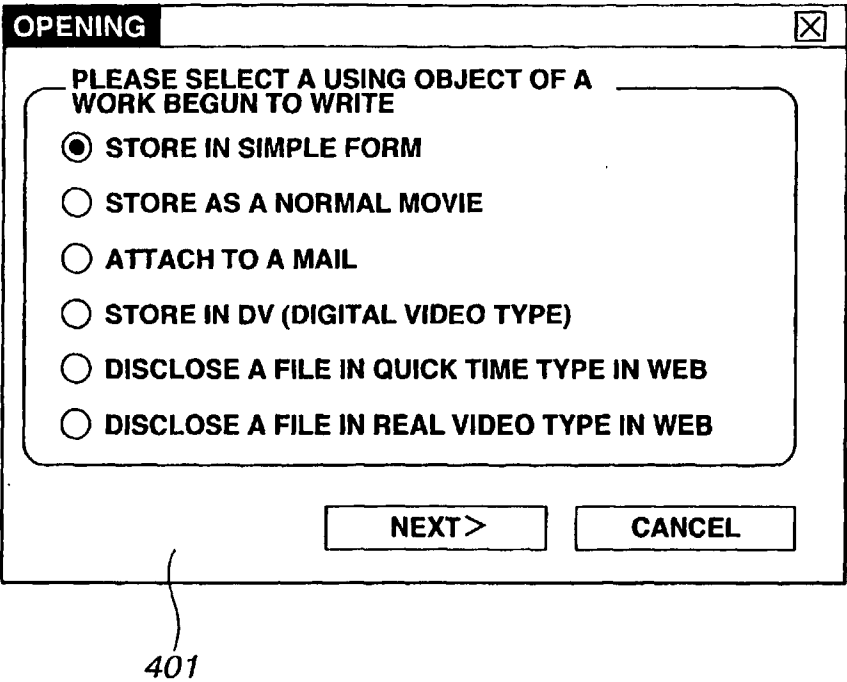 OPENING
PLEASE SELECT A USING OBJECT OF A
WORK BEGUN TO WRITE
STORE IN SIMPLE FORM
STORE AS A NORMAL MOVIE
ATTACH TO A MAIL
STORE IN DV (DIGITAL VIDEO TYPE)
DISCLOSE A FILE IN QUICK TIME TYPE IN WEB
DISCLOSE A FILE IN REAL VIDEO TYPE IN WEB
NEXT> CANCEL
401